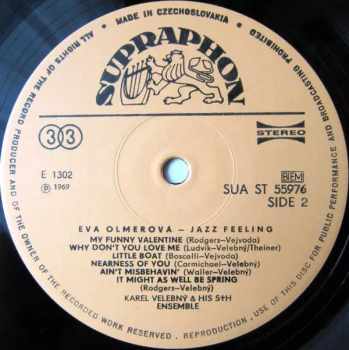 MADE IN CZECHOSLOVAKIA
ALL RIGHTS OF THE RECORD PRODUCER AND OF THE OWNER OF THE RECORDED WORK RESERVED . REPRODUCTION , USE OF THIS DISC FOR PUBLIC PERFORMANCE AND BROADCASTING PROHIBITED
SUPRAPHON
33
STEREO
E 1302
BIEM
Ⓟ 1969
SUA ST 55976
SIDE 2
EVA OLMEROVÁ – JAZZ FEELING
MY FUNNY VALENTINE (Rodgers–Vejvoda)
WHY DON'T YOU LOVE ME (Ludvík–Velebný/Theiner)
LITTLE BOAT (Boscalli–Vejvoda)
NEARNESS OF YOU (Carmichael–Velebný)
AIN'T MISBEHAVIN' (Waller–Velebný)
IT MIGHT AS WELL BE SPRING
(Rodgers–Velebný)
KAREL VELEBNÝ & HIS S+H
ENSEMBLE